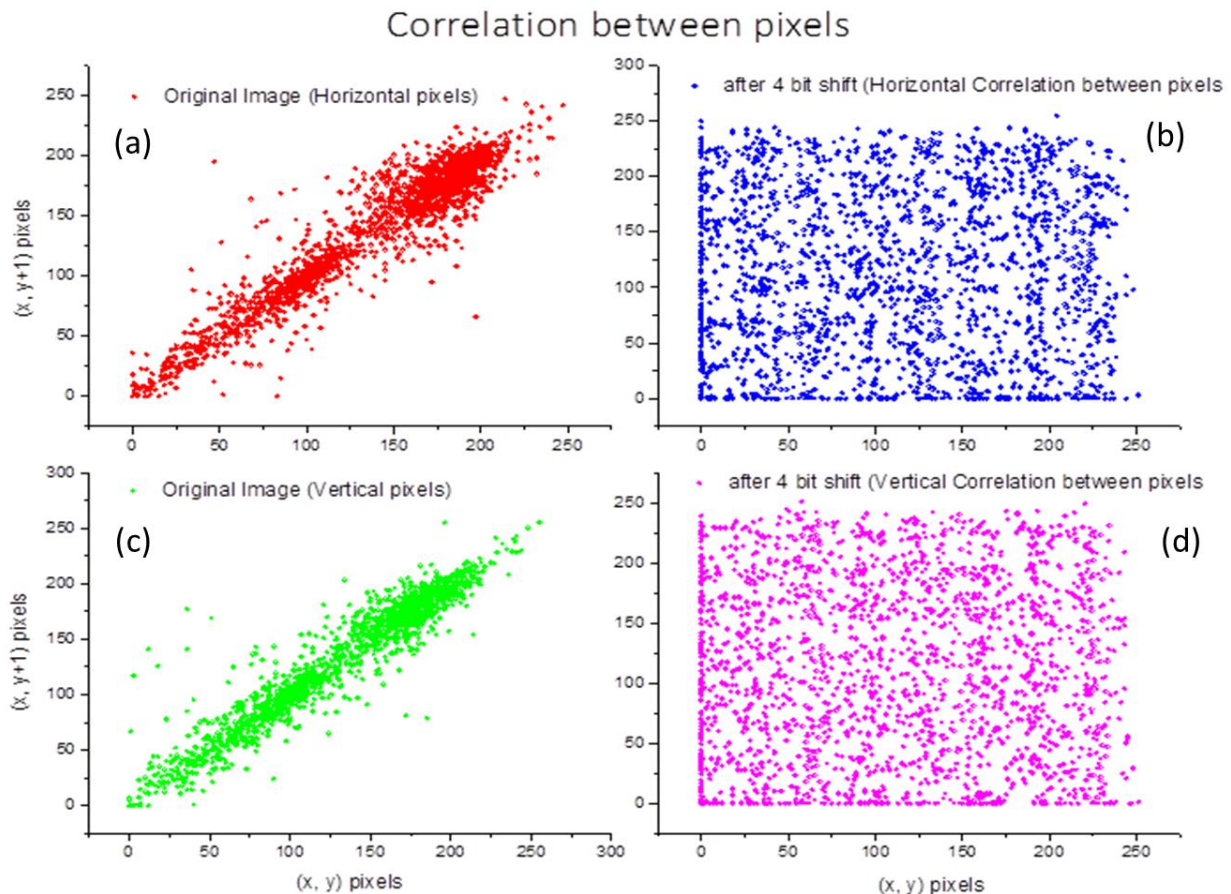 Correlation between pixels
Original Image (Horizontal pixels)
(a)
(x, y+1) pixels
250
200
150
100
50
0
0 50 100 150 200 250
after 4 bit shift (Horizontal Correlation between pixels
(b)
300
250
200
150
100
50
0
0 50 100 150 200 250
Original Image (Vertical pixels)
(c)
(x, y+1) pixels
300
250
200
150
100
50
0
0 50 100 150 200 250 300
(x, y) pixels
after 4 bit shift (Vertical Correlation between pixels
(d)
250
200
150
100
50
0
0 50 100 150 200 250
(x, y) pixels